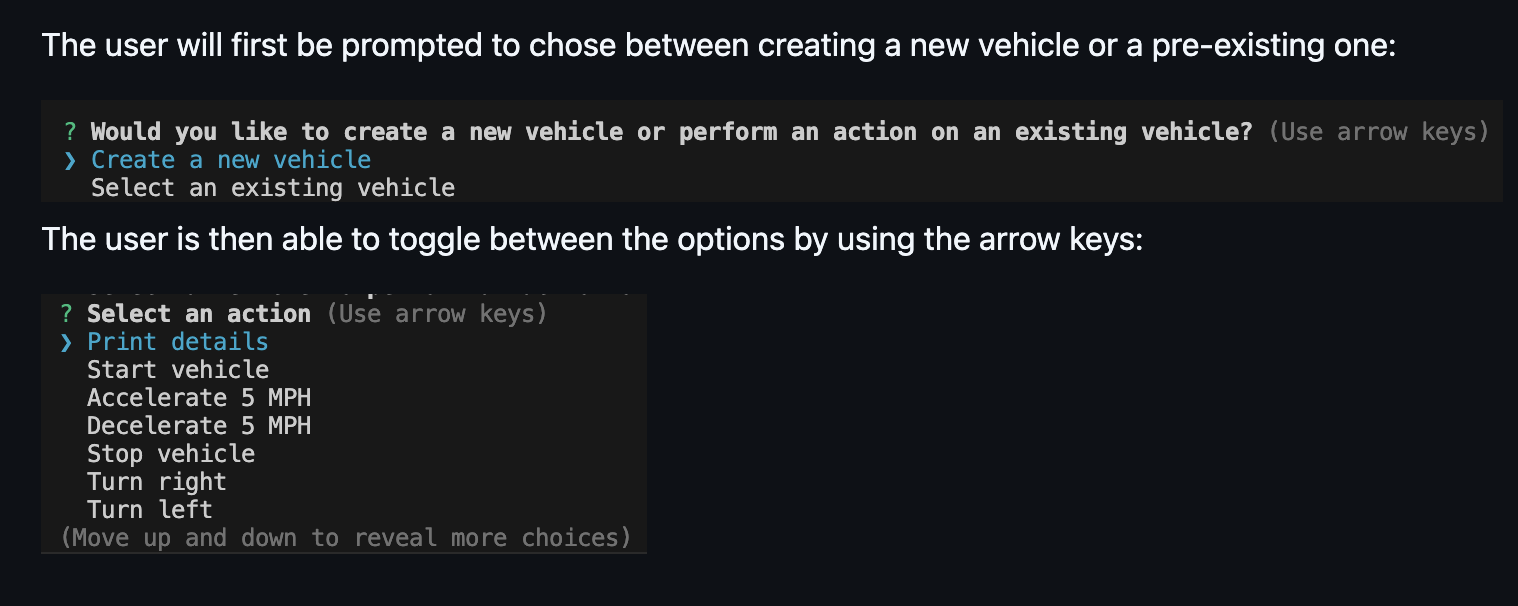 The user will first be prompted to chose between creating a new vehicle or a pre-existing one:
? Would you like to create a new vehicle or perform an action on an existing vehicle? (Use arrow keys)
❯ Create a new vehicle
Select an existing vehicle
The user is then able to toggle between the options by using the arrow keys:
? Select an action (Use arrow keys)
❯ Print details
Start vehicle
Accelerate 5 MPH
Decelerate 5 MPH
Stop vehicle
Turn right
Turn left
(Move up and down to reveal more choices)